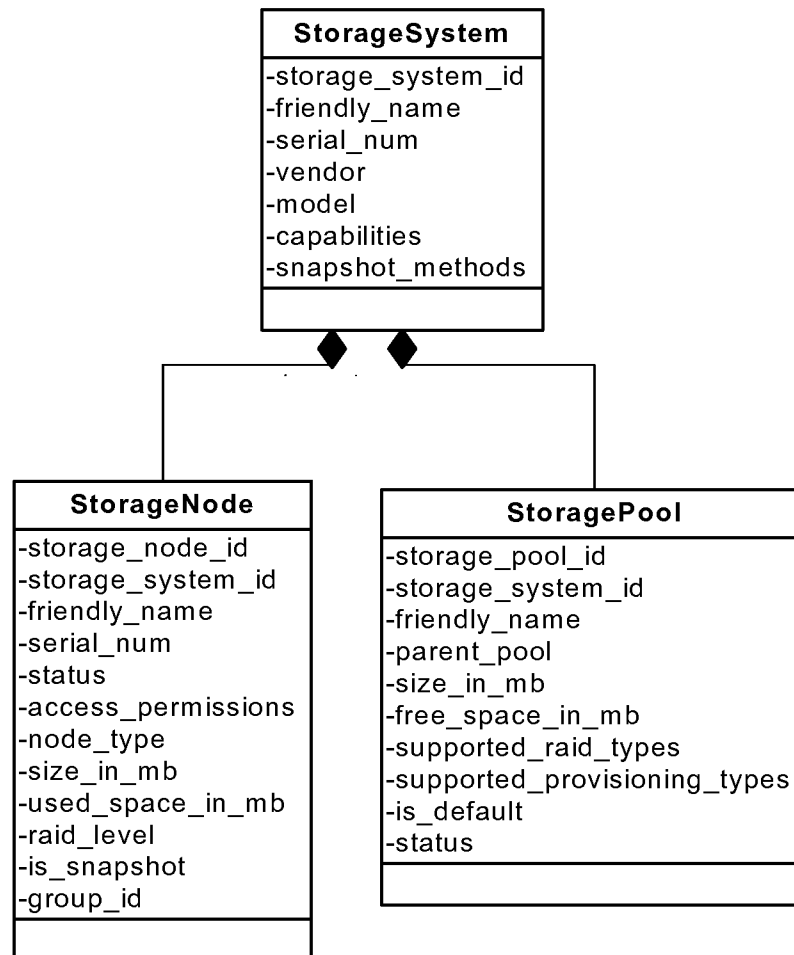 StorageSystem
-storage_system_id
-friendly_name
-serial_num
-vendor
-model
-capabilities
-snapshot_methods
StorageNode
-storage_node_id
-storage_system_id
-friendly_name
-serial_num
-status
-access_permissions
-node_type
-size_in_mb
-used_space_in_mb
-raid_level
-is_snapshot
-group_id
StoragePool
-storage_pool_id
-storage_system_id
-friendly_name
-parent_pool
-size_in_mb
-free_space_in_mb
-supported_raid_types
-supported_provisioning_types
-is_default
-status